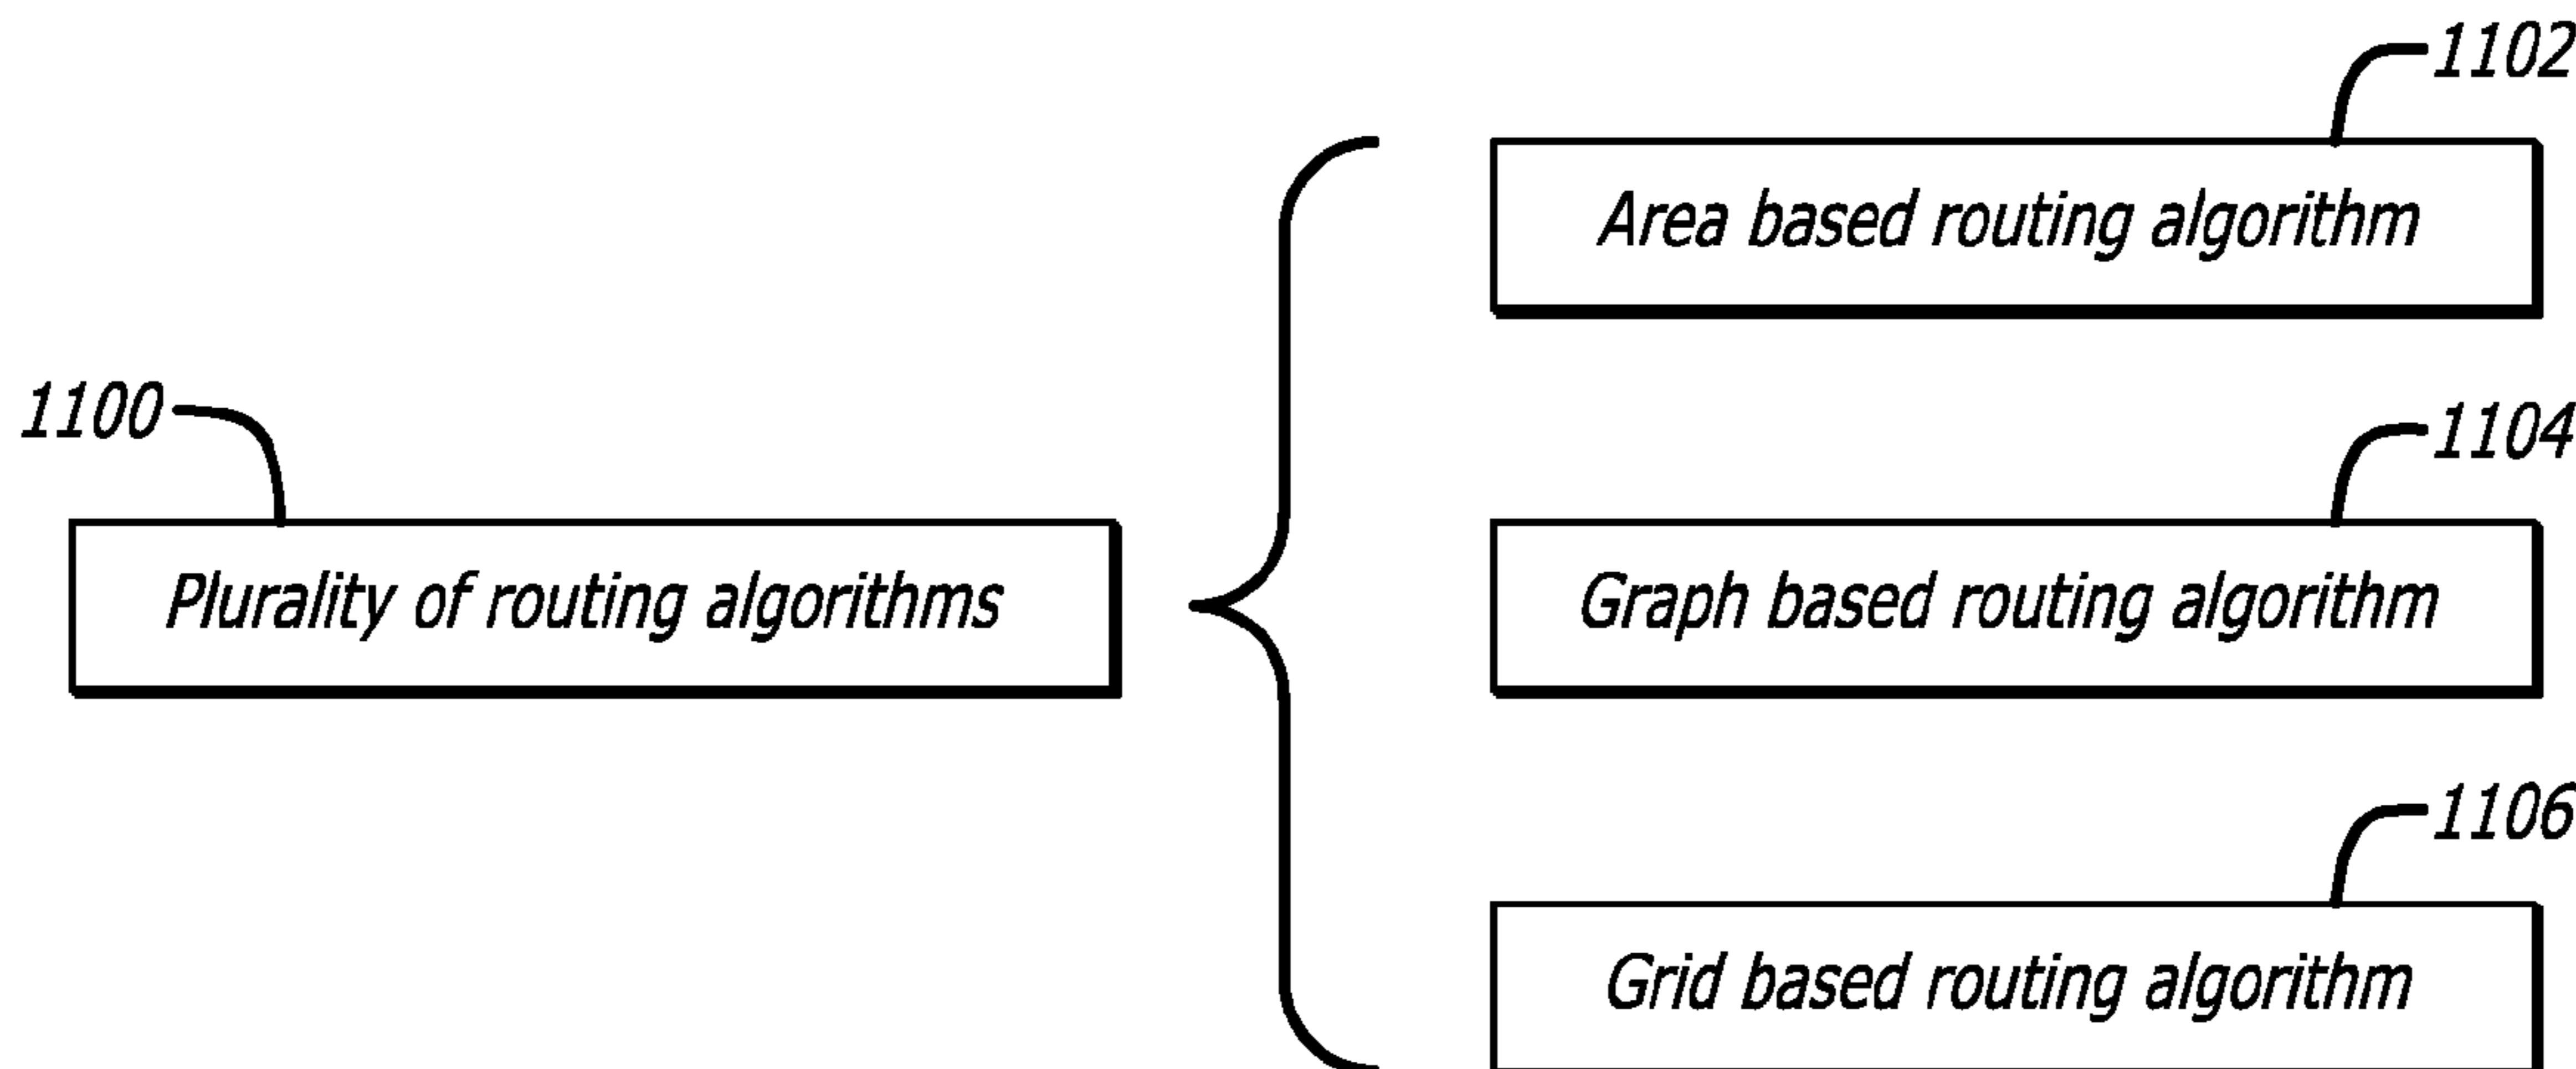 1102
Area based routing algorithm
1100
1104
Plurality of routing algorithms
Graph based routing algorithm
1106
Grid based routing algorithm